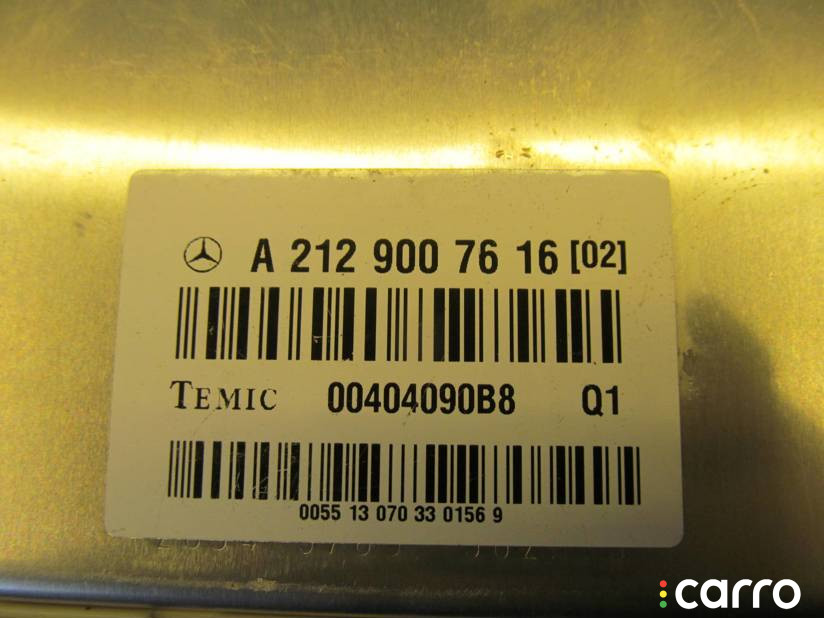 A 212 900 76 16 [02]
TEMIC 00404090B8 Q1
0055 13 070 33 0156 9
carro